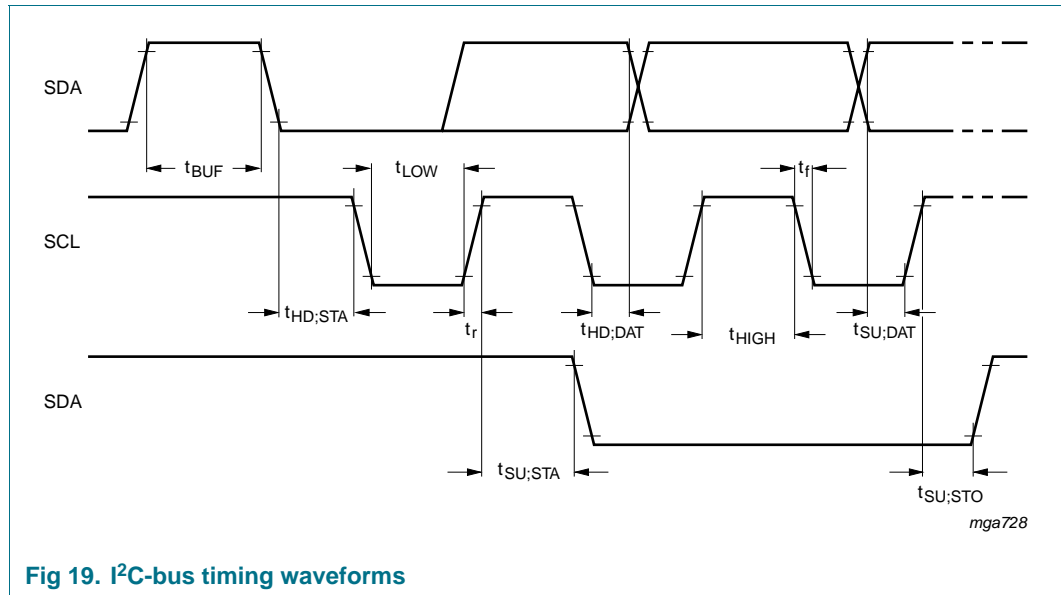 SDA
tBUF
tLOW
tf
SCL
tHD;STA
tr
tHD;DAT
tHIGH
tSU;DAT
SDA
tSU;STA
tSU;STO
mga728
Fig 19. I²C-bus timing waveforms